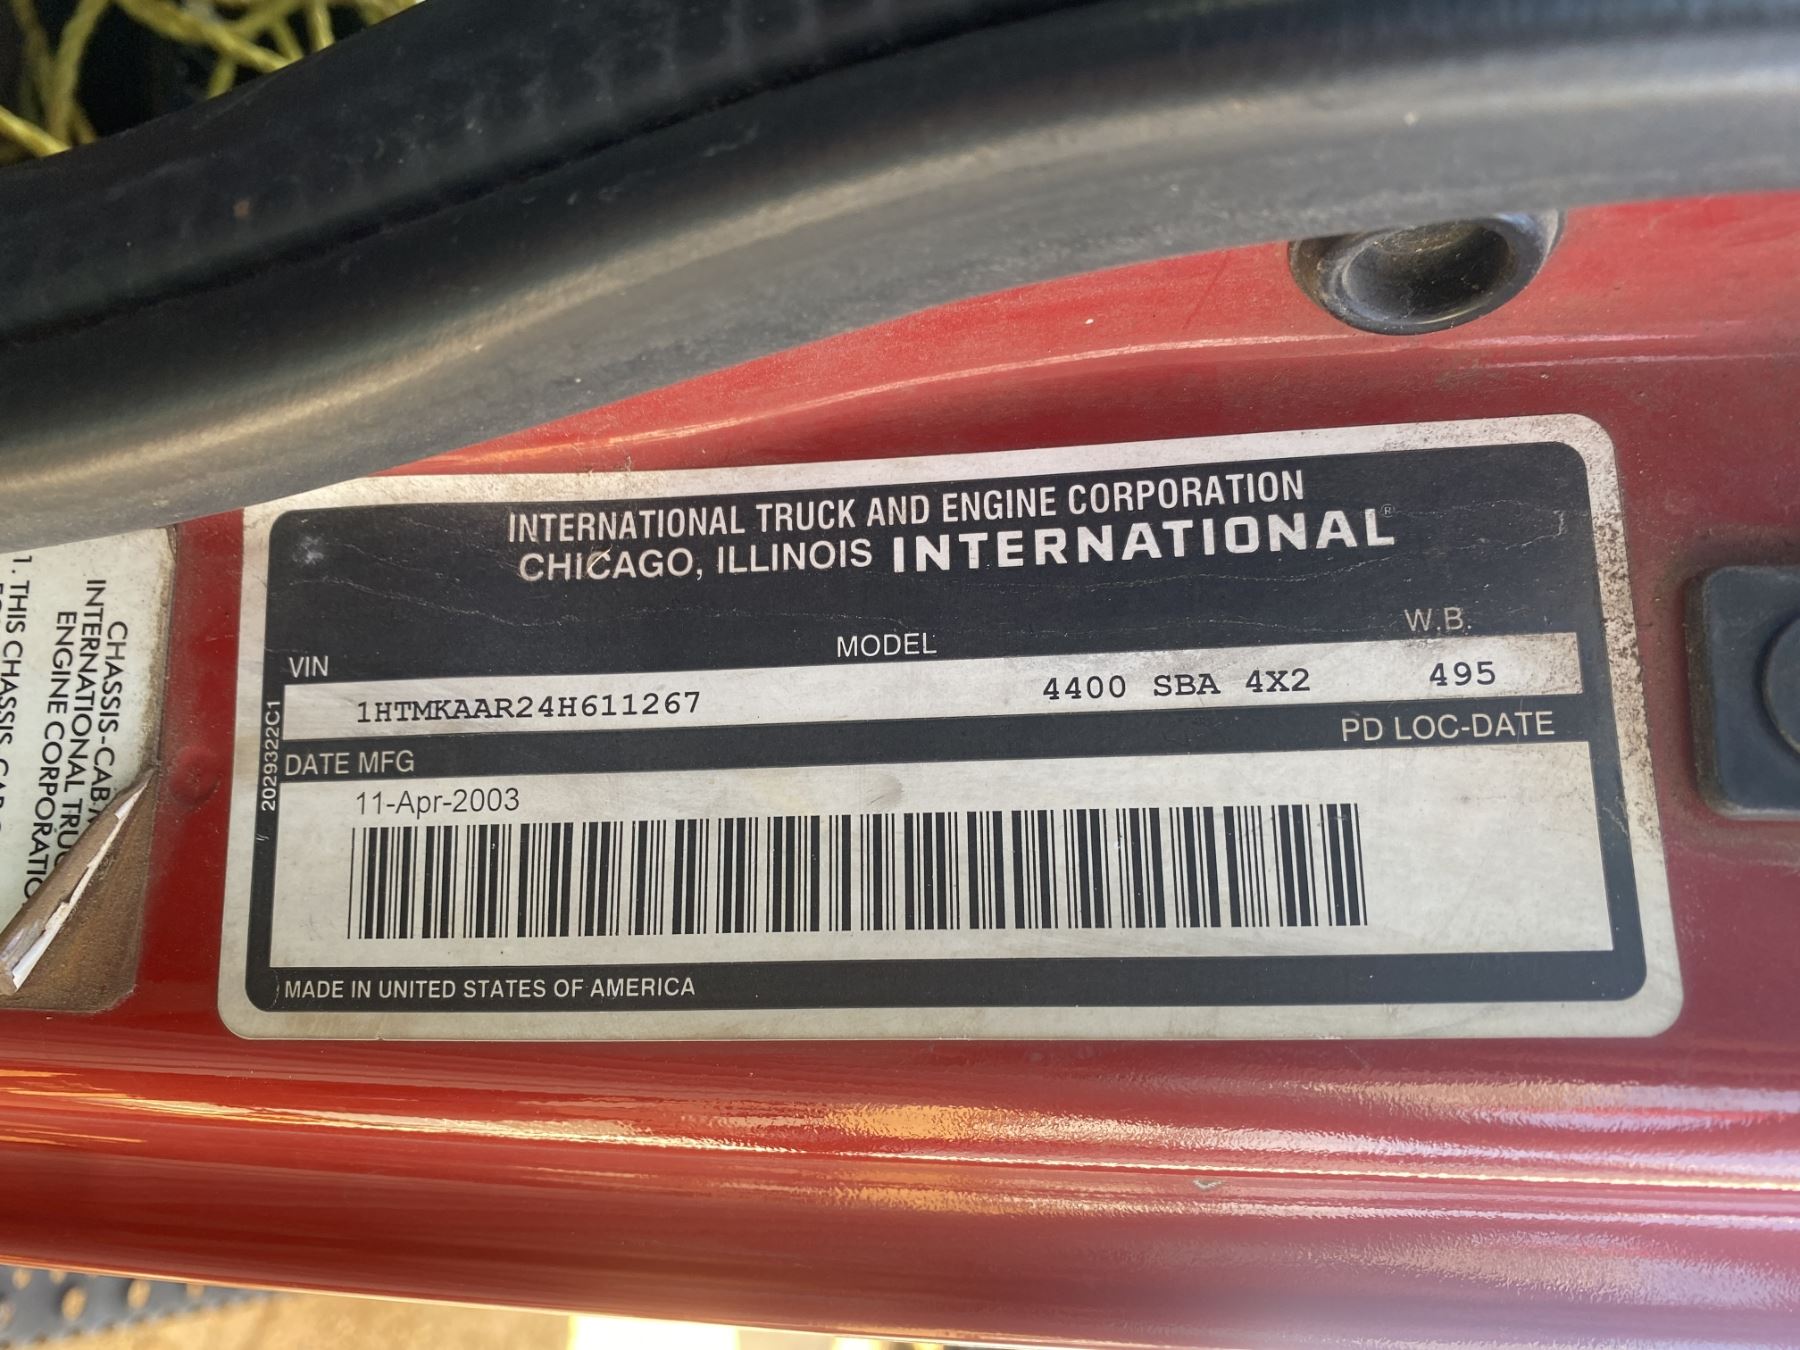 INTERNATIONAL TRUCK AND ENGINE CORPORATION
CHICAGO, ILLINOIS INTERNATIONAL®
VIN MODEL W.B.
1HTMKAAR24H611267 4400 SBA 4X2 495
DATE MFG PD LOC-DATE
11-Apr-2003
MADE IN UNITED STATES OF AMERICA
2029322C1
CHASSIS-CAB
INTERNATIONAL
ENGINE CORPORATIO
1. THIS CHASSIS